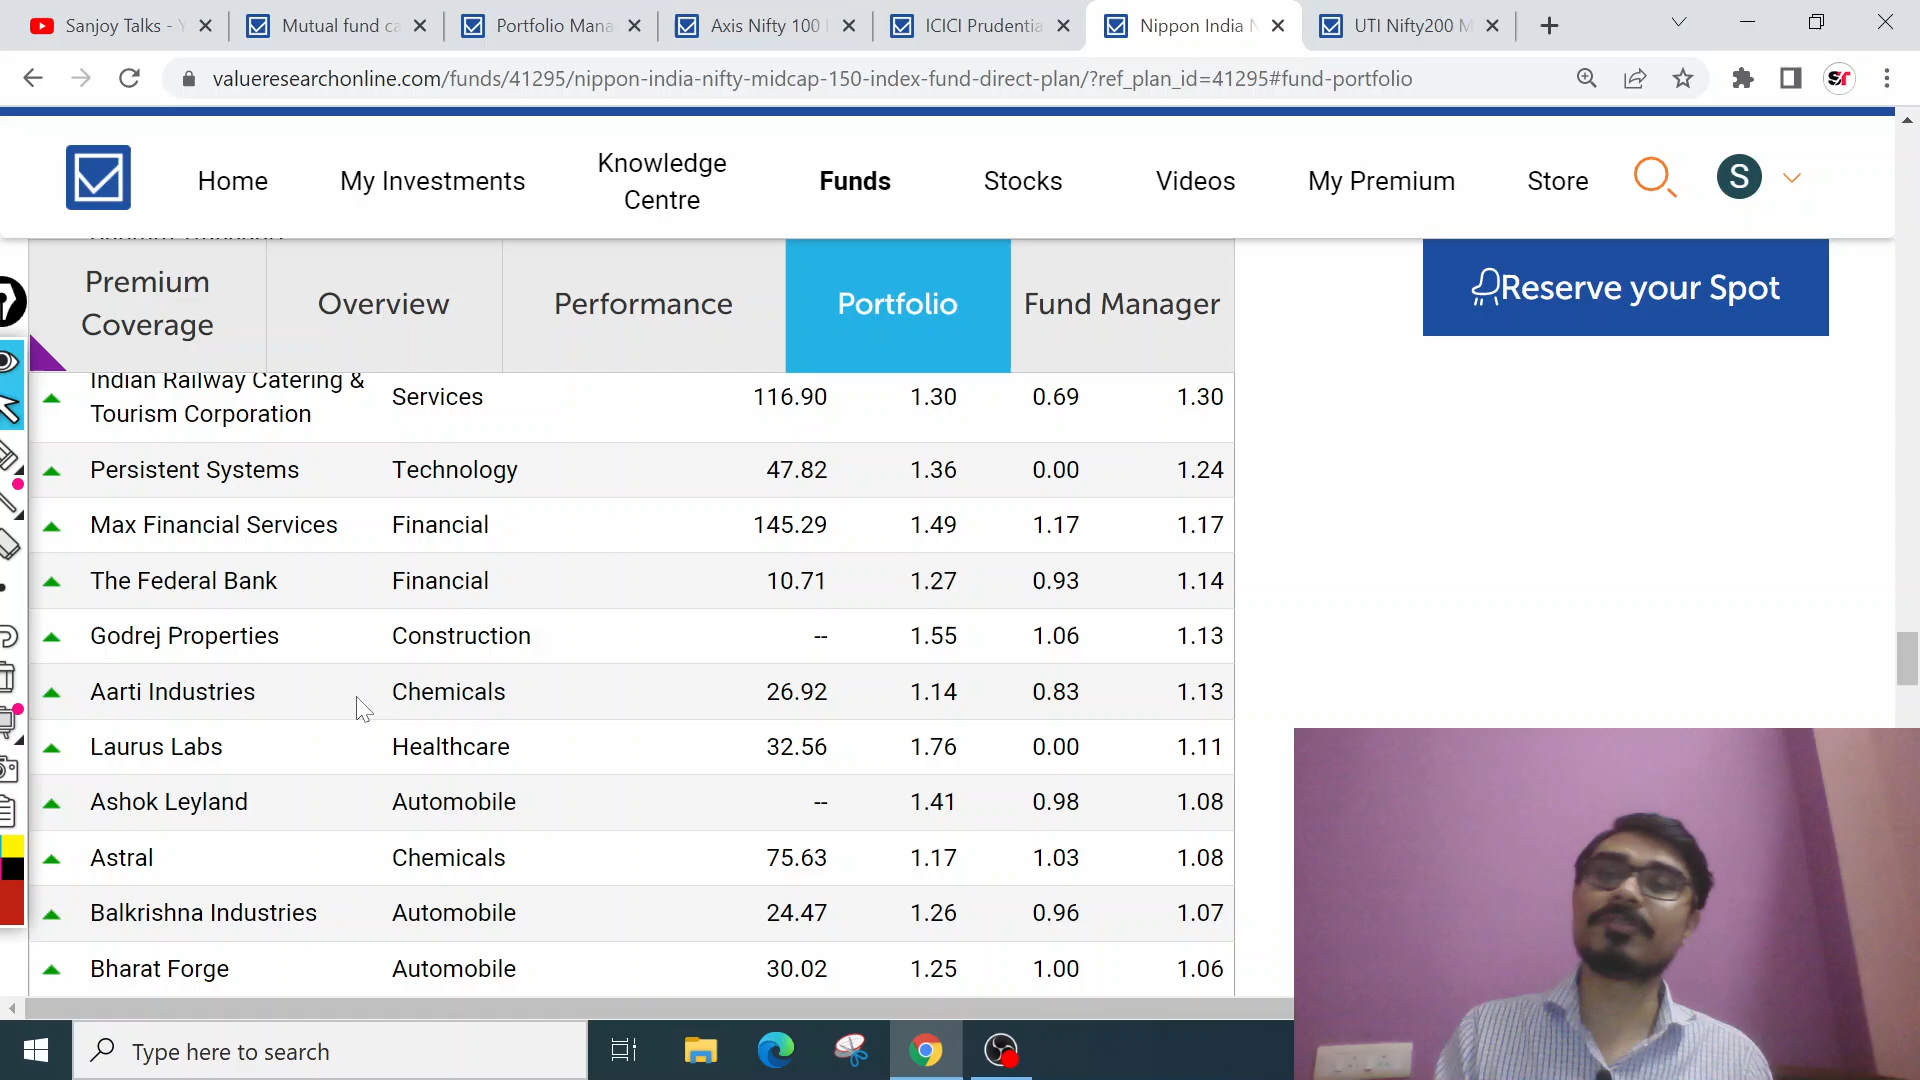 Sanjoy Talks -
Mutual fund ca
Portfolio Mana
Axis Nifty 100
ICICI Prudentia
Nippon India N
UTI Nifty200 M
valueresearchonline.com/funds/41295/nippon-india-nifty-midcap-150-index-fund-direct-plan/?ref_plan_id=41295#fund-portfolio
Home
My Investments
Knowledge
Centre
Funds
Stocks
Videos
My Premium
Store
S
Premium
Coverage
Overview
Performance
Portfolio
Fund Manager
Reserve your Spot
Indian Railway Catering &
Tourism Corporation
Services 116.90 1.30 0.69 1.30
Persistent Systems Technology 47.82 1.36 0.00 1.24
Max Financial Services Financial 145.29 1.49 1.17 1.17
The Federal Bank Financial 10.71 1.27 0.93 1.14
Godrej Properties Construction -- 1.55 1.06 1.13
Aarti Industries Chemicals 26.92 1.14 0.83 1.13
Laurus Labs Healthcare 32.56 1.76 0.00 1.11
Ashok Leyland Automobile -- 1.41 0.98 1.08
Astral Chemicals 75.63 1.17 1.03 1.08
Balkrishna Industries Automobile 24.47 1.26 0.96 1.07
Bharat Forge Automobile 30.02 1.25 1.00 1.06
Type here to search